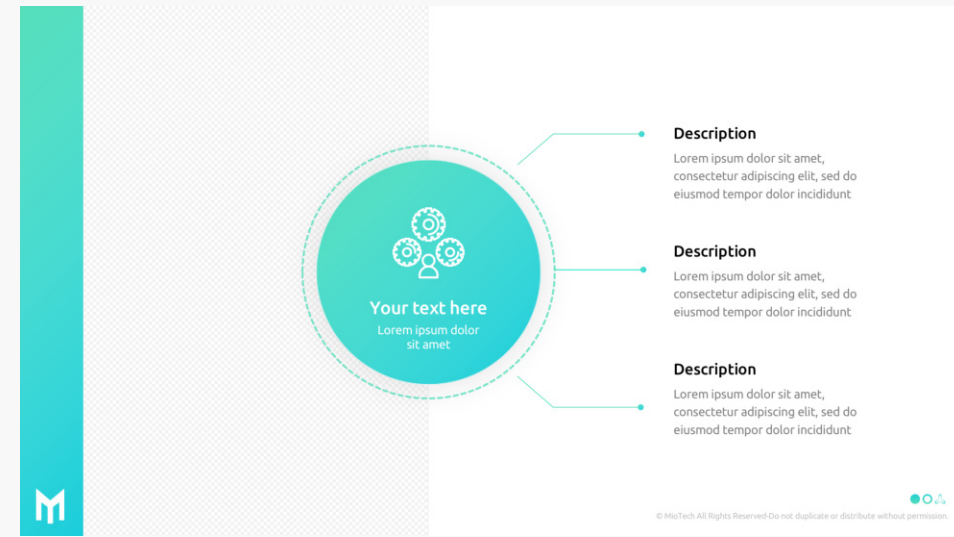 Your text here
Lorem ipsum dolor
sit amet
Description
Lorem ipsum dolor sit amet,
consectetur adipiscing elit, sed do
eiusmod tempor dolor incididunt
Description
Lorem ipsum dolor sit amet,
consectetur adipiscing elit, sed do
eiusmod tempor dolor incididunt
Description
Lorem ipsum dolor sit amet,
consectetur adipiscing elit, sed do
eiusmod tempor dolor incididunt
© MioTech All Rights Reserved-Do not duplicate or distribute without permission.